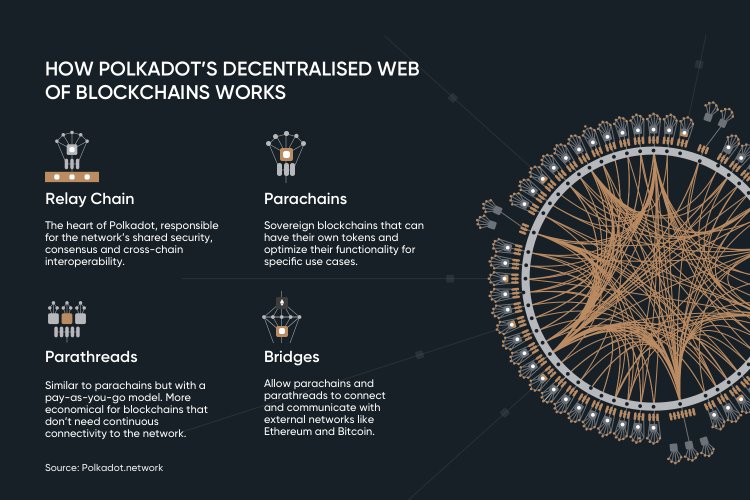 HOW POLKADOT'S DECENTRALISED WEB
OF BLOCKCHAINS WORKS
Relay Chain
The heart of Polkadot, responsible
for the network's shared security,
consensus and cross-chain
interoperability.
Parachains
Sovereign blockchains that can
have their own tokens and
optimize their functionality for
specific use cases.
Parathreads
Similar to parachains but with a
pay-as-you-go model. More
economical for blockchains that
don't need continuous
connectivity to the network.
Bridges
Allow parachains and
parathreads to connect
and communicate with
external networks like
Ethereum and Bitcoin.
Source: Polkadot.network